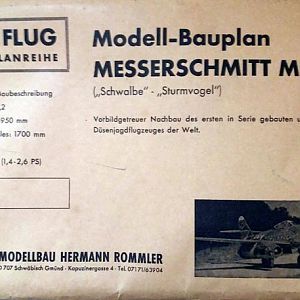 FLUG
LANREIHE
Modell-Bauplan
MESSERSCHMITT M
(„Schwalbe" - „Sturmvogel")
Baubeschreibung
,2
950 mm
les: 1700 mm
(1,4-2,6 PS)
· Vorbildgetreuer Nachbau des ersten in Serie gebauten
Düsenjagdflugzeuges der Welt.
MODELLBAU HERMANN ROMMLER
707 Schwäbisch Gmünd - Kapuzinergasse 4 - Tel. 07171/63904